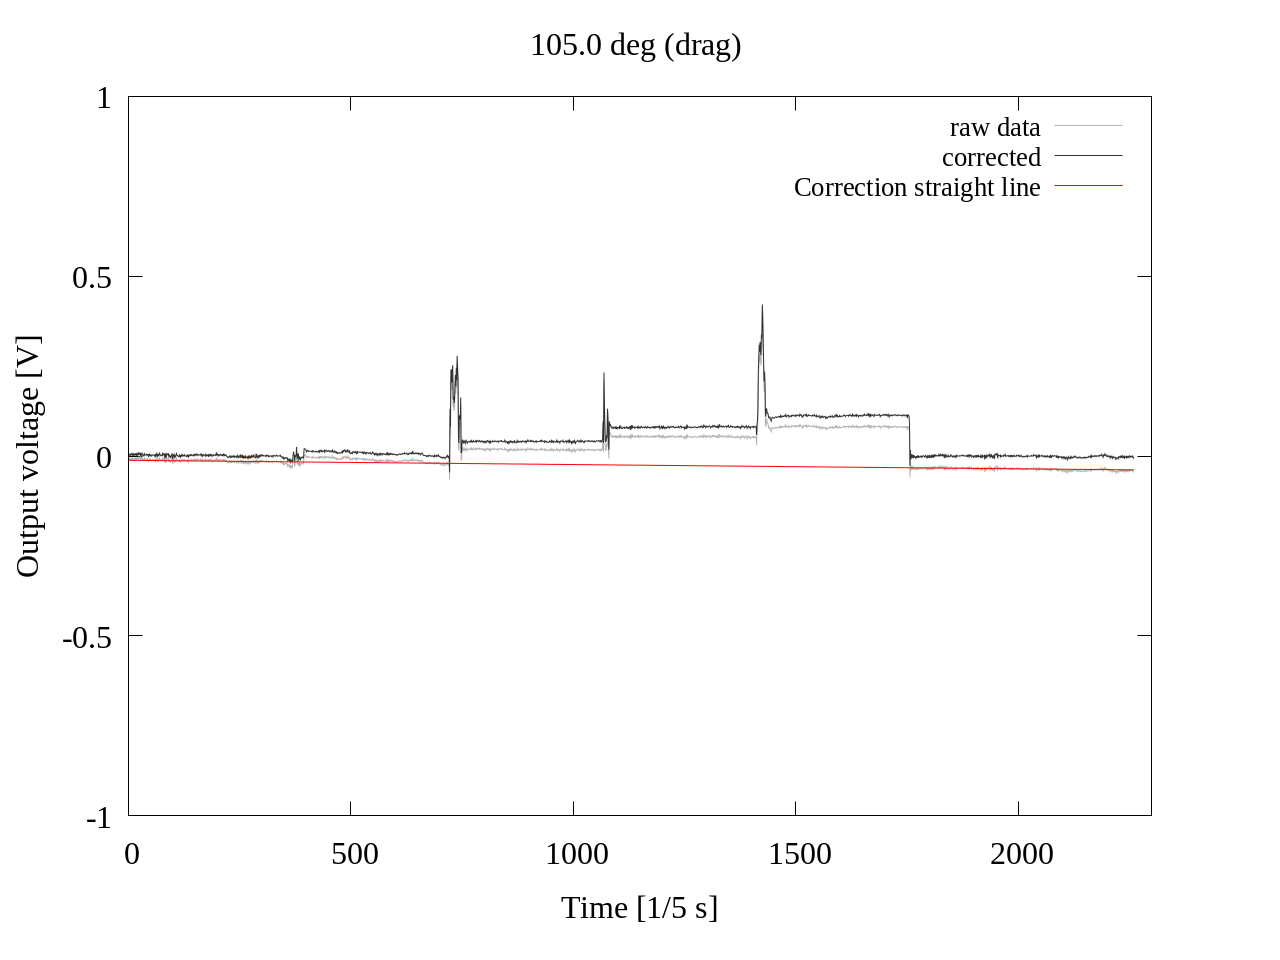 105.0 deg (drag)
1
0.5
0
-0.5
-1
Output voltage [V]
raw data
corrected
Correction straight line
0 500 1000 1500 2000
Time [1/5 s]